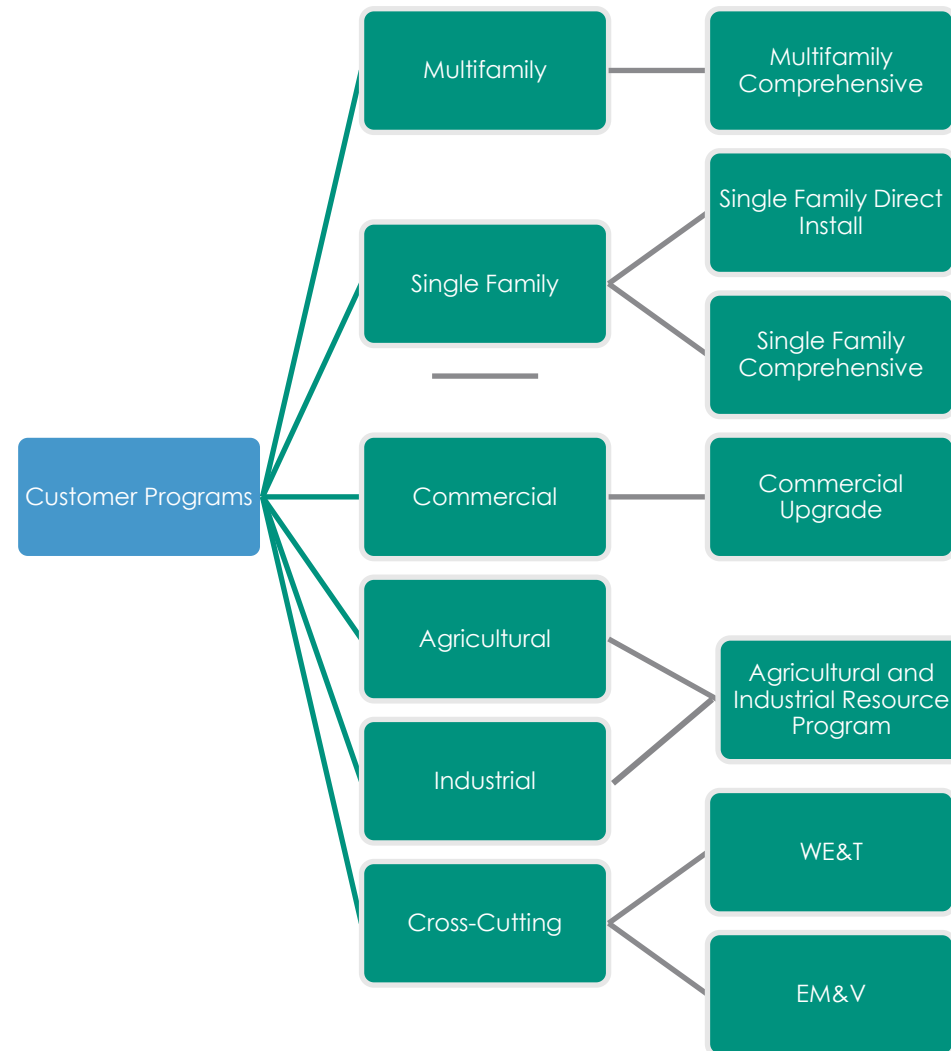 Multifamily
Multifamily
Comprehensive
Single Family Direct
Install
Single Family
Single Family
Comprehensive
Customer Programs
Commercial
Commercial
Upgrade
Agricultural
Agricultural and
Industrial Resource
Program
Industrial
WE&T
Cross-Cutting
EM&V